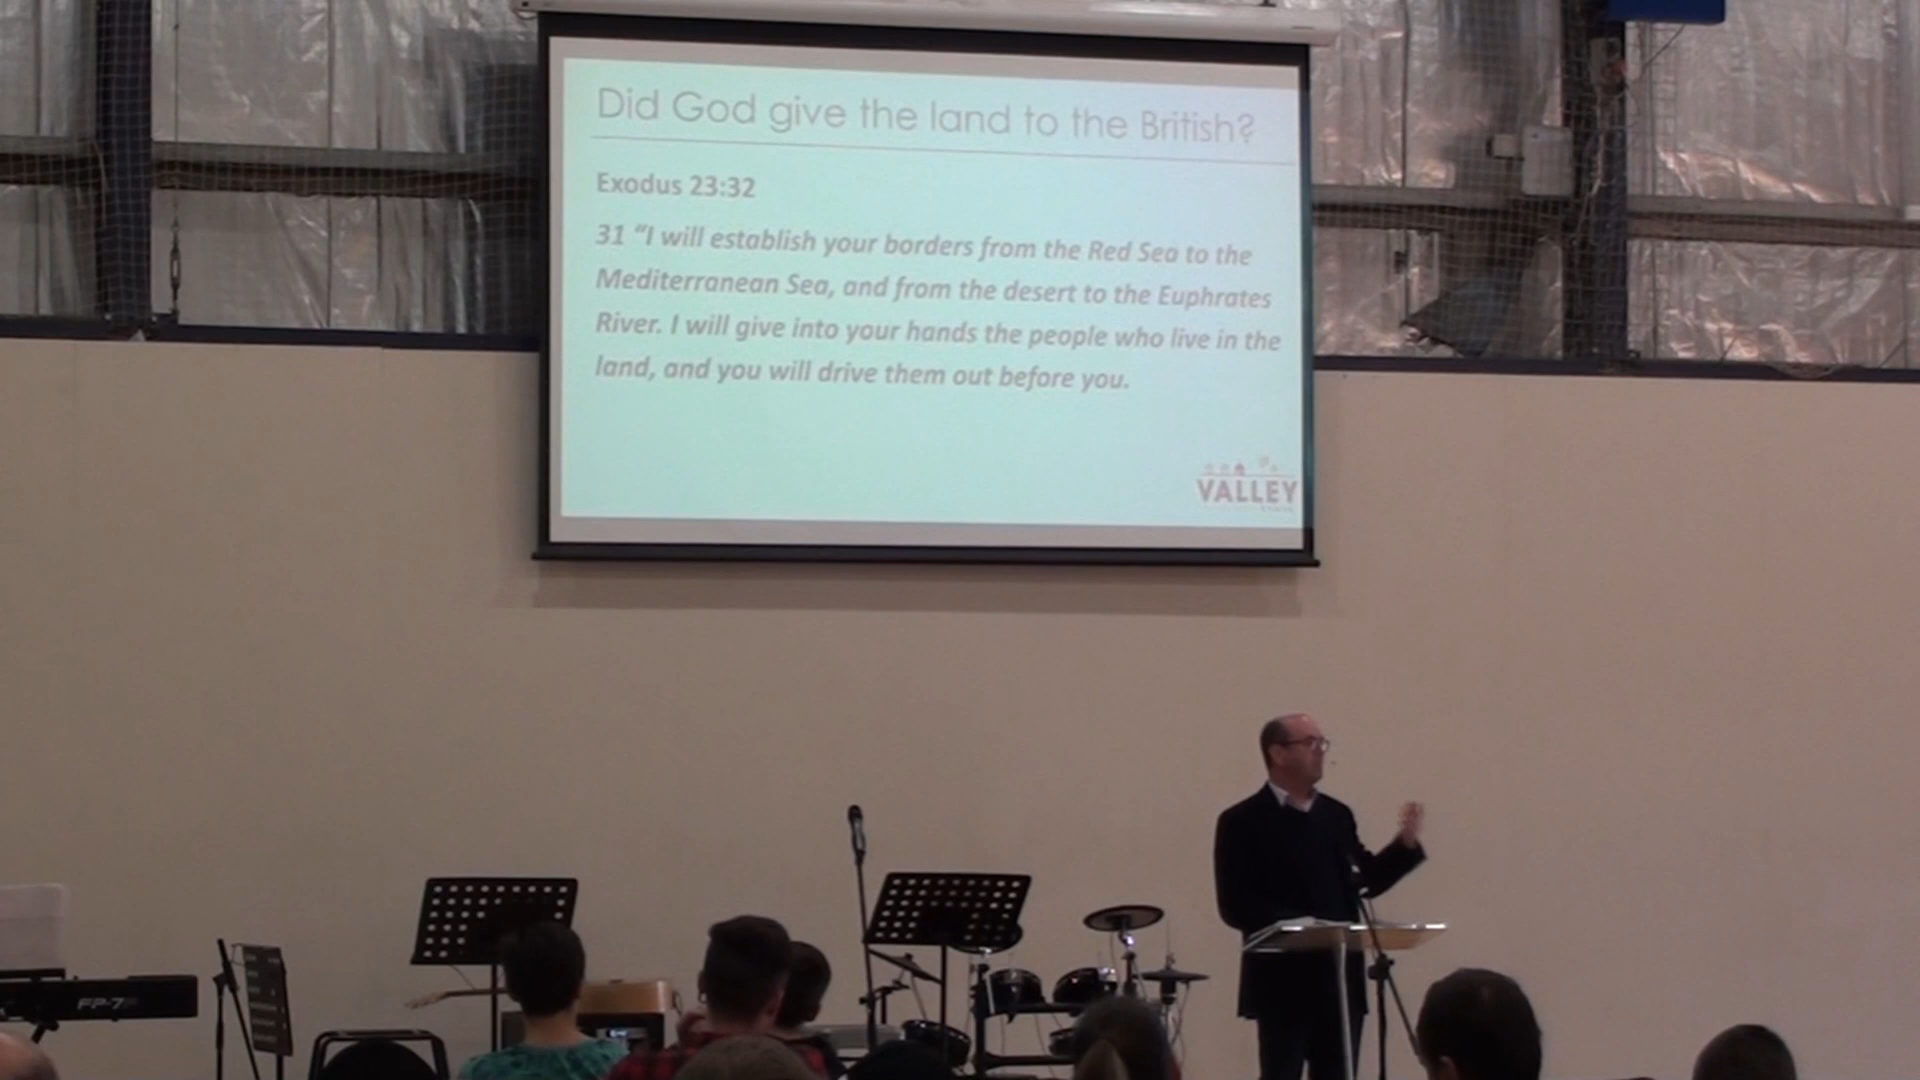 Did God give the land to the British?
Exodus 23:32
31 “I will establish your borders from the Red Sea to the
Mediterranean Sea, and from the desert to the Euphrates
River. I will give into your hands the people who live in the
land, and you will drive them out before you.
VALLEY
FP-7